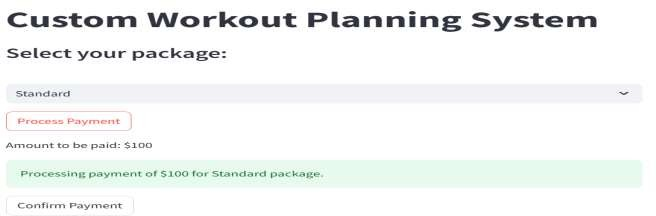 Custom Workout Planning System
Select your package:
Standard
Process Payment
Amount to be paid: $100
Processing payment of $100 for Standard package.
Confirm Payment